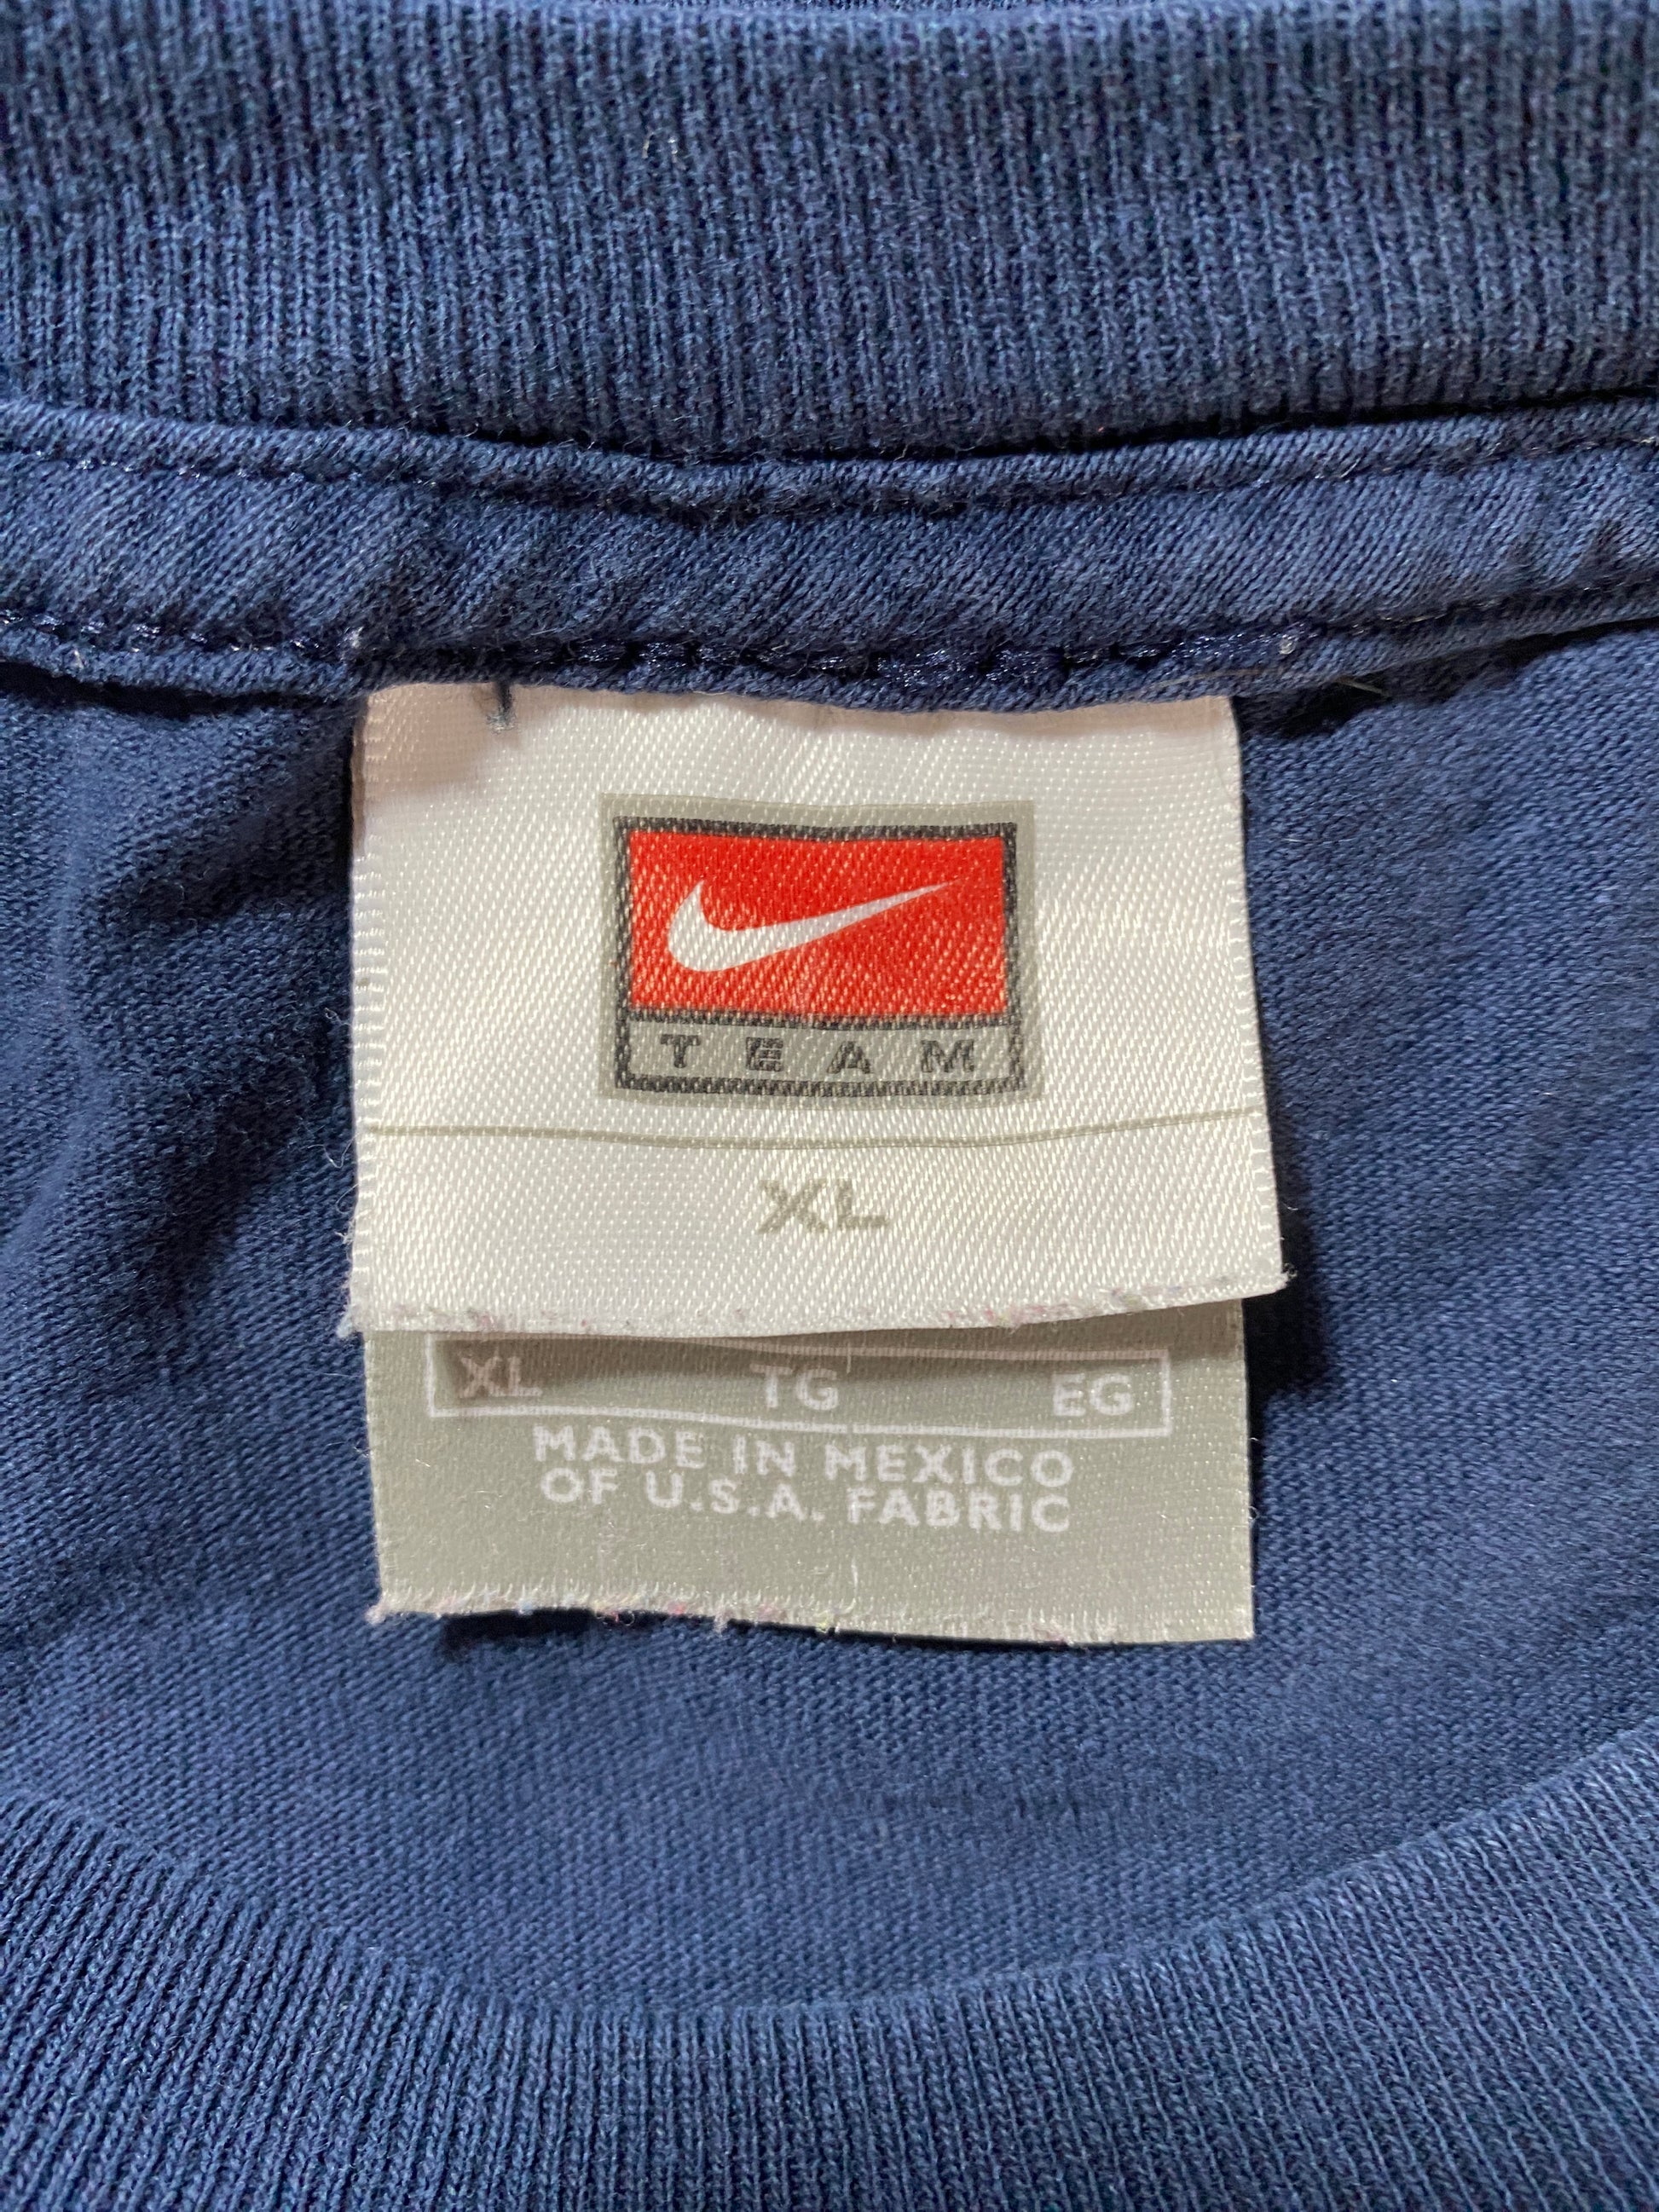 TEAM
XL
XL TG EG
MADE IN MEXICO
OF U.S.A. FABRIC